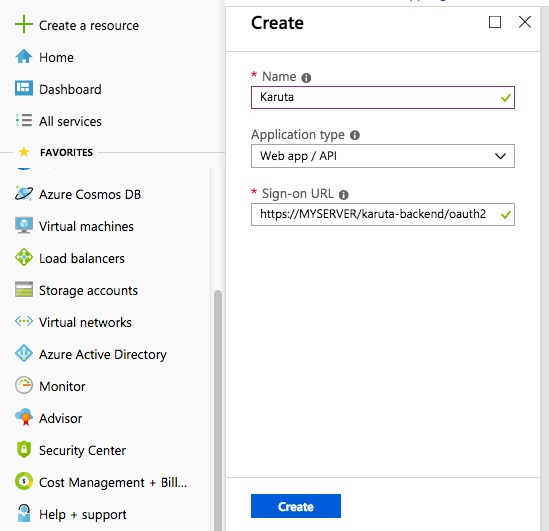 Create a resource
Home
Dashboard
All services
FAVORITES
Azure Cosmos DB
Virtual machines
Load balancers
Storage accounts
Virtual networks
Azure Active Directory
Monitor
Advisor
Security Center
Cost Management + Bill...
Help + support
Create
* Name
Karuta
Application type
Web app / API
* Sign-on URL
https://MYSERVER/karuta-backend/oauth2
Create